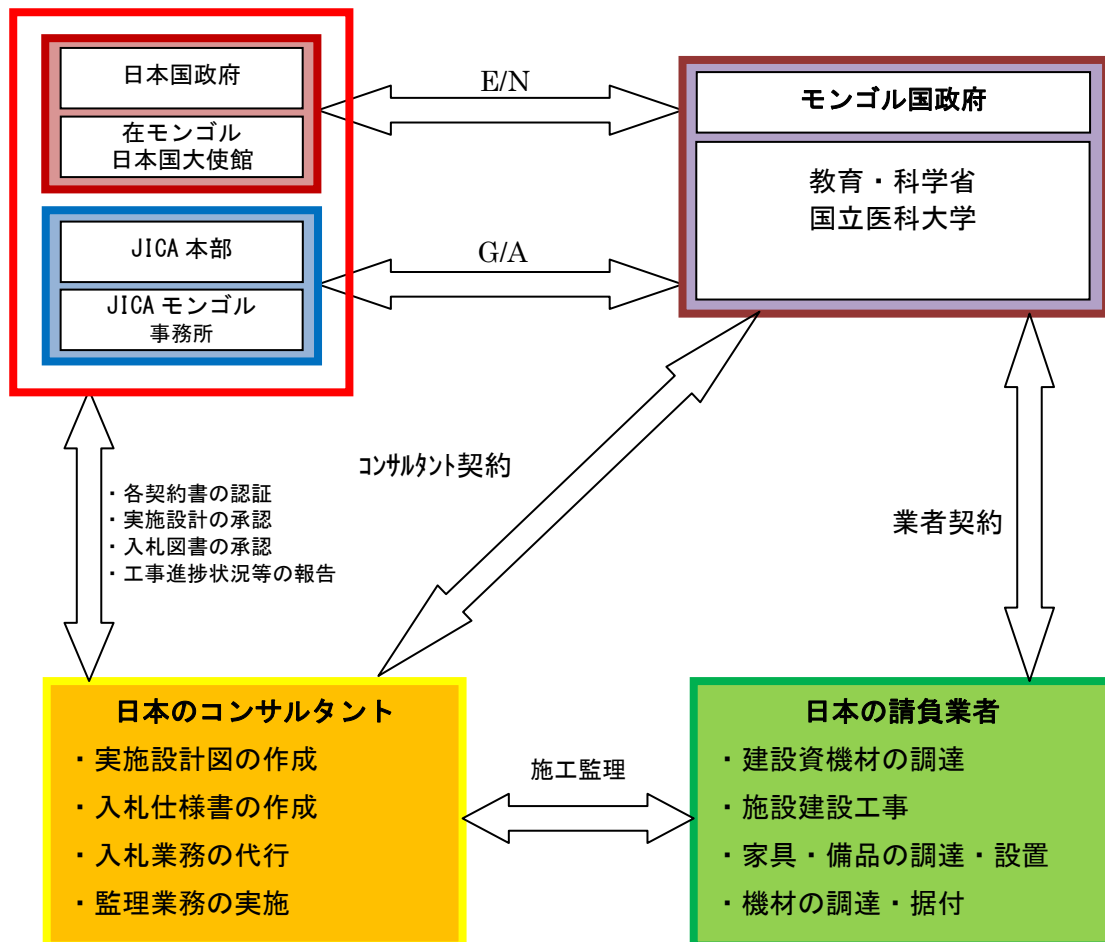 日本国政府
在モンゴル
日本国大使館
E/N
モンゴル国政府
教育・科学省
国立医科大学
JICA 本部
JICA モンゴル
事務所
G/A
コンサルタント契約
・各契約書の認証
・実施設計の承認
・入札図書の承認
・工事進捗状況等の報告
業者契約
日本のコンサルタント
・実施設計図の作成
・入札仕様書の作成
・入札業務の代行
・監理業務の実施
施工監理
日本の請負業者
・建設資機材の調達
・施設建設工事
・家具・備品の調達・設置
・機材の調達・据付